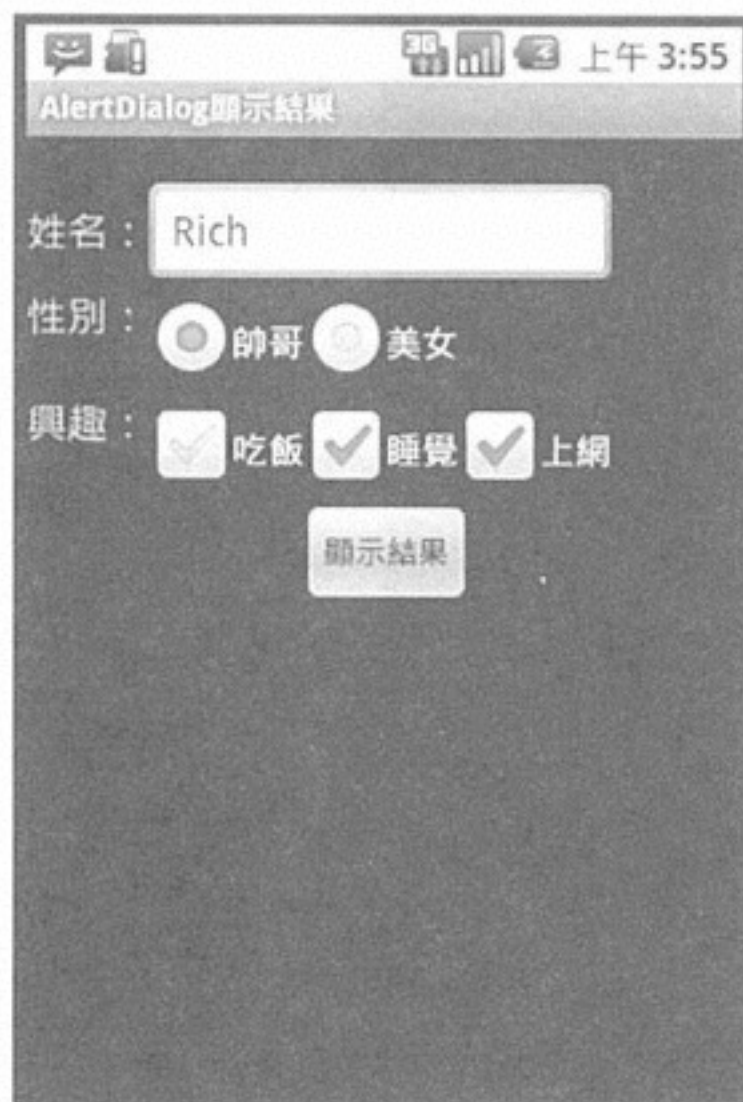 3G 上午 3:55
AlertDialog顯示結果
姓名：Rich
性別：帥哥 美女
興趣：吃飯 睡覺 上網
顯示結果